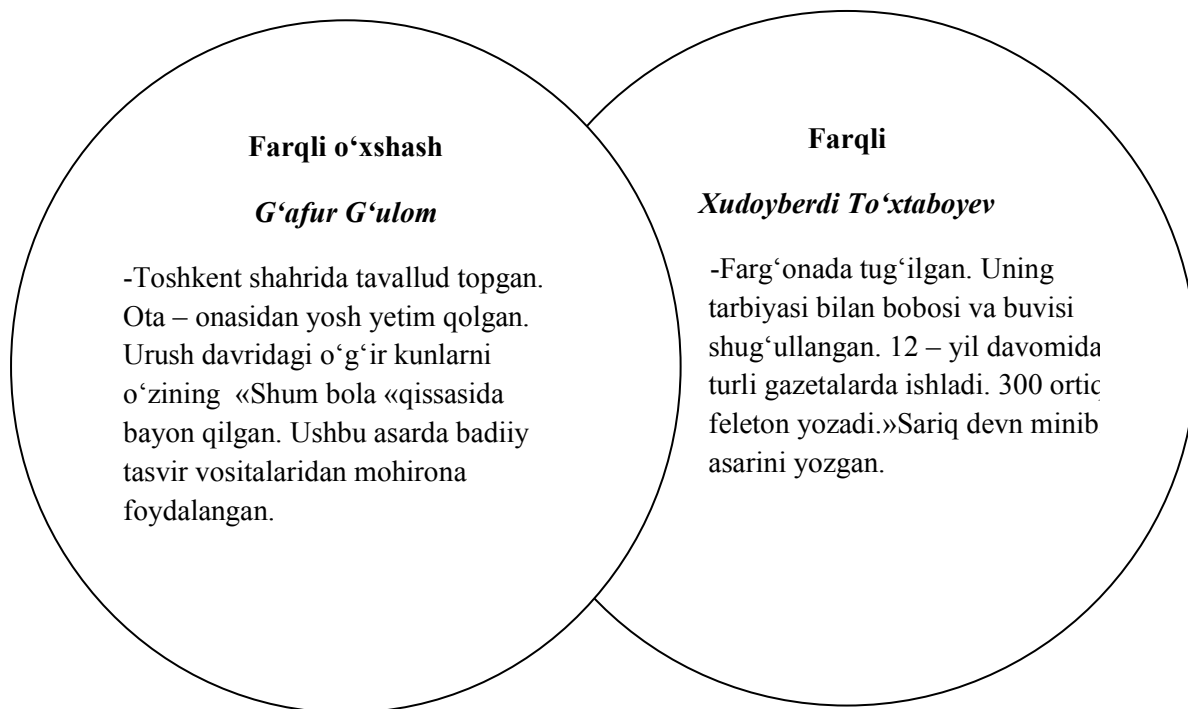 Farqli o‘xshash
G‘afur G‘ulom
-Toshkent shahrida tavallud topgan.
Ota – onasidan yosh yetim qolgan.
Urush davridagi o‘g‘ir kunlarni
o‘zining «Shum bola «qissasida
bayon qilgan. Ushbu asarda badiiy
tasvir vositalaridan mohirona
foydalangan.
Farqli
Xudoyberdi To‘xtaboyev
-Farg‘onada tug‘ilgan. Uning
tarbiyasi bilan bobosi va buvisi
shug‘ullangan. 12 – yil davomida
turli gazetalarda ishladi. 300 ortiq
feleton yozadi.»Sariq devn minib
asarini yozgan.